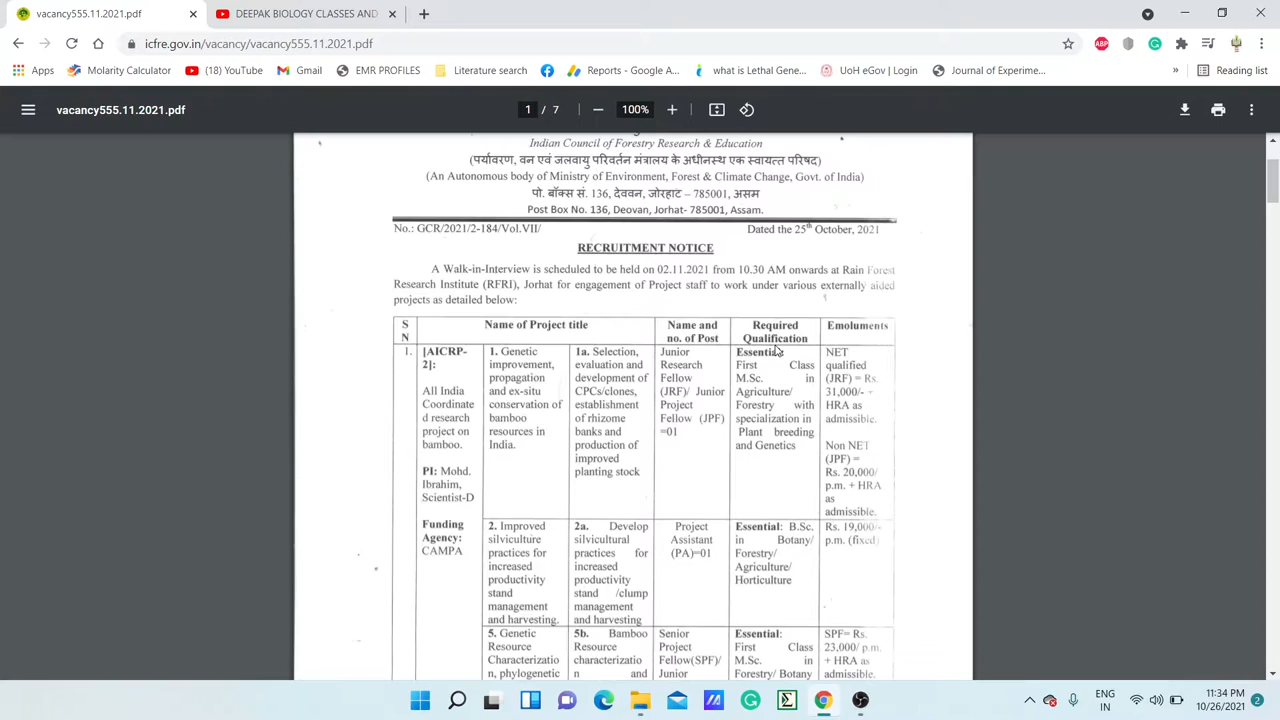 vacancy555.11.2021.pdf
DEEPAK BIOLOGY CLASSES AND
icfre.gov.in/vacancy/vacancy555.11.2021.pdf
Apps
Molarity Calculator
(18) YouTube
Gmail
EMR PROFILES
Literature search
Reports - Google A...
what is Lethal Gene...
UoH eGov | Login
Journal of Experime...
»
Reading list
vacancy555.11.2021.pdf
1 / 7
100%
Indian Council of Forestry Research & Education
(पर्यावरण, वन एवं जलवायु परिवर्तन मंत्रालय के अधीनस्थ एक स्वायत्त परिषद)
(An Autonomous body of Ministry of Environment, Forest & Climate Change, Govt. of India)
पो. बॉक्स सं. 136, देववन, जोरहाट – 785001, असम
Post Box No. 136, Deovan, Jorhat- 785001, Assam.
No.: GCR/2021/2-184/Vol.VII/
Dated the 25th October, 2021
RECRUITMENT NOTICE
A Walk-in-Interview is scheduled to be held on 02.11.2021 from 10.30 AM onwards at Rain Forest
Research Institute (RFRI), Jorhat for engagement of Project staff to work under various externally aided
projects as detailed below:
S
N
Name of Project title
Name and
no. of Post
Required
Qualification
Emoluments
1.
[AICRP-
2]:
All India
Coordinate
d research
project on
bamboo.
PI: Mohd.
Ibrahim,
Scientist-D
Funding
Agency:
CAMPA
1. Genetic
improvement,
propagation
and ex-situ
conservation of
bamboo
resources in
India.
1a. Selection,
evaluation and
development of
CPCs/clones,
establishment
of rhizome
banks and
production of
improved
planting stock
Junior
Research
Fellow
(JRF)/ Junior
Project
Fellow (JPF)
=01
Essential:
First Class
M.Sc. in
Agriculture/
Forestry with
specialization in
Plant breeding
and Genetics
NET
qualified
(JRF) = Rs.
31,000/- +
HRA as
admissible.
Non NET
(JPF) =
Rs. 20,000/
p.m. + HRA
as
admissible.
2. Improved
silviculture
practices for
increased
productivity
stand
management
and harvesting.
2a. Develop
silvicultural
practices for
increased
productivity
stand /clump
management
and harvesting
Project
Assistant
(PA)=01
Essential: B.Sc.
in Botany/
Forestry/
Agriculture/
Horticulture
Rs. 19,000/-
p.m. (fixed)
5. Genetic
Resource
Characterizatio
n, phylogenetic
5b. Bamboo
Resource
characterizatio
n and
Senior
Project
Fellow(SPF)/
Junior
Essential:
First Class
M.Sc. in
Forestry/ Botany
SPF= Rs.
23,000/ p.m.
+ HRA as
admissible.
ENG
IN
11:34 PM
10/26/2021
2